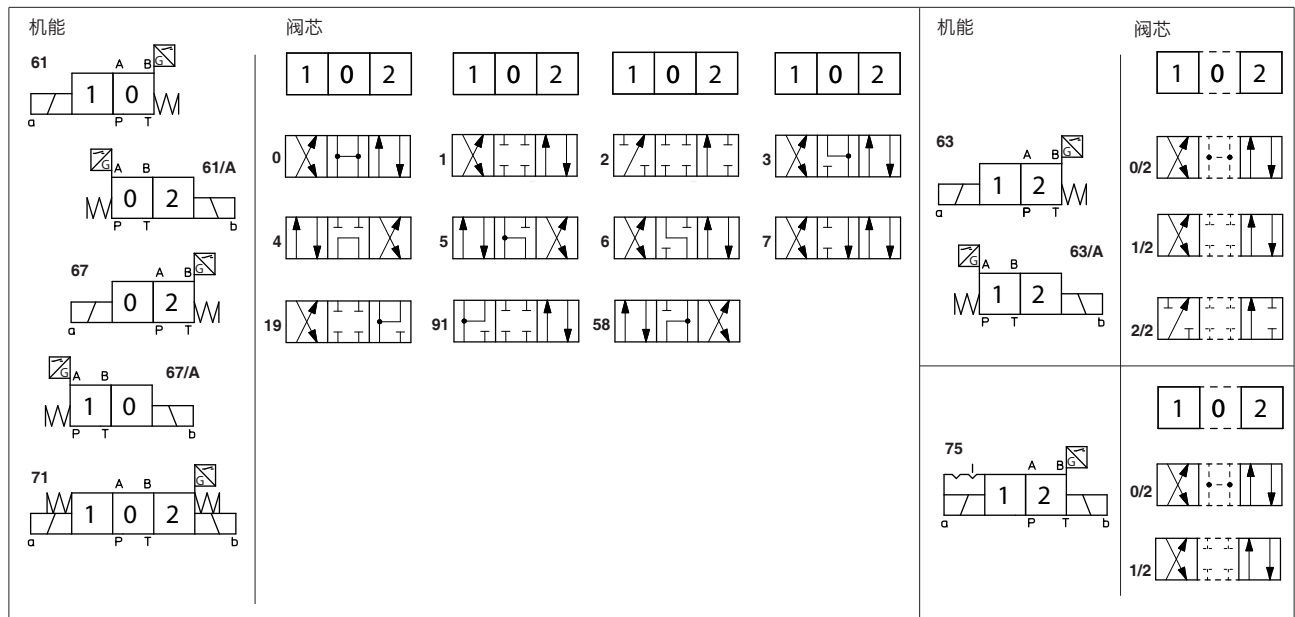 机能
阀芯
61
A B
G
1 0
a
P T
G
A B
61/A
0 2
P T
b
67
A B
G
0 2
a
P T
67/A
G
A B
1 0
P T
b
71
A B
G
1 0 2
a
P T
b
1 0 2
1 0 2
1 0 2
1 0 2
0
1
2
3
4
5
6
7
19
91
58
机能
阀芯
63
A B
G
1 2
a
P T
G
A B
63/A
1 2
P T
b
1 0 2
0/2
1/2
2/2
75
A B
G
1 2
a
P T
b
1 0 2
0/2
1/2